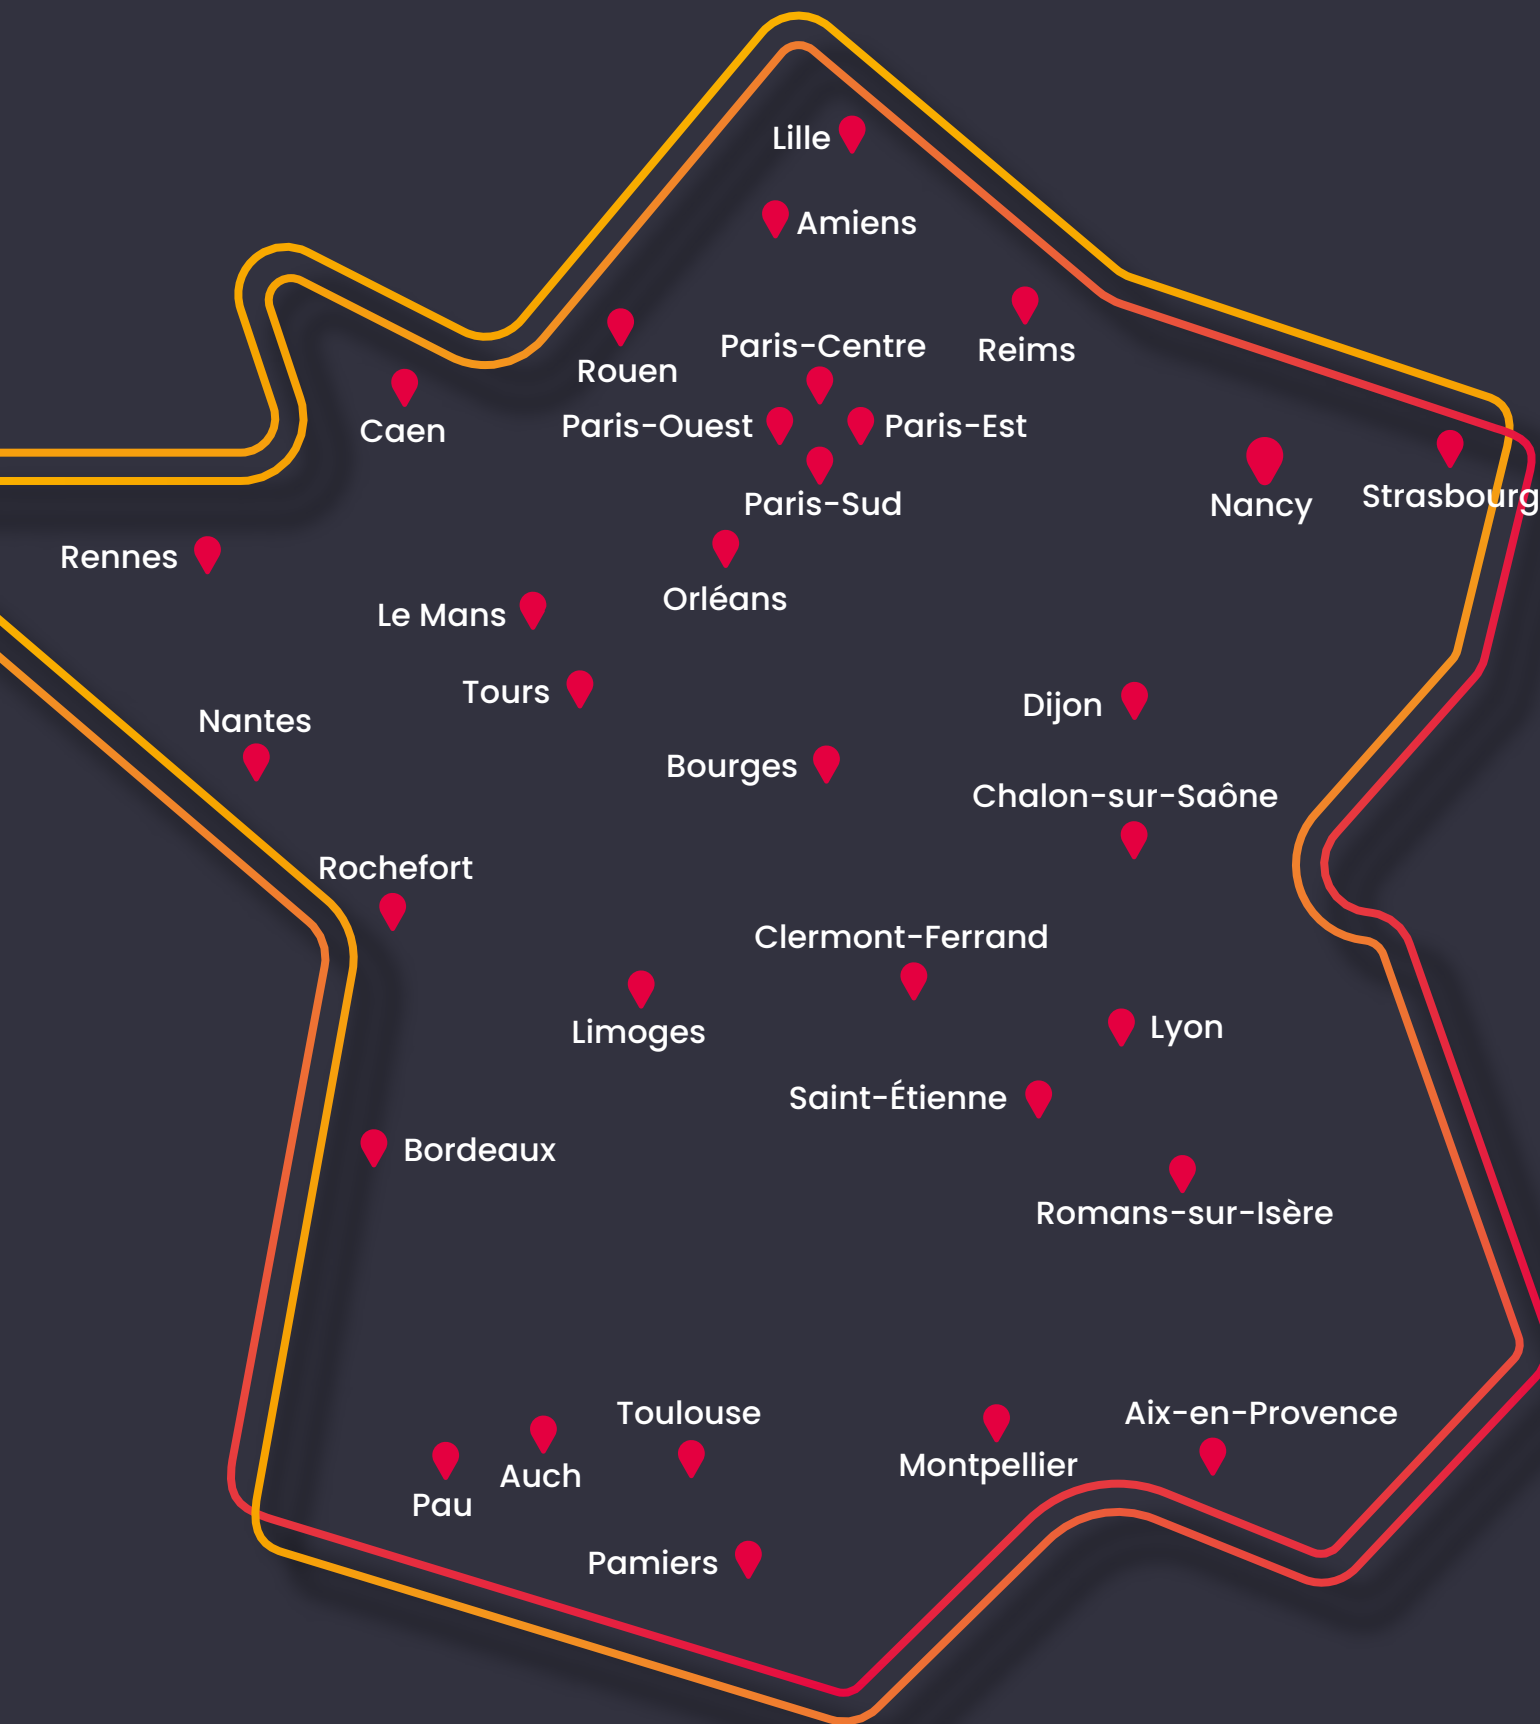 Lille
Amiens
Rouen
Paris-Centre
Reims
Caen
Paris-Ouest
Paris-Est
Paris-Sud
Nancy
Strasbourg
Rennes
Orléans
Le Mans
Tours
Dijon
Nantes
Bourges
Chalon-sur-Saône
Rochefort
Clermont-Ferrand
Limoges
Lyon
Saint-Étienne
Bordeaux
Romans-sur-Isère
Toulouse
Aix-en-Provence
Montpellier
Auch
Pau
Pamiers